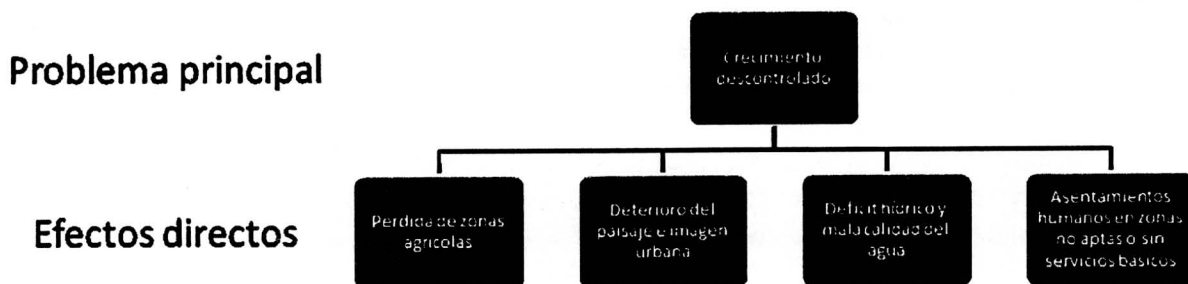 Problema principal
Crecimiento
descontrolado
Efectos directos
Perdida de zonas
agricolas
Deterioro del
paisaje e imagen
urbana
Deficit hidrico y
mala calidad del
agua
Asentamientos
humanos en zonas
no aptas o sin
servicios basicos